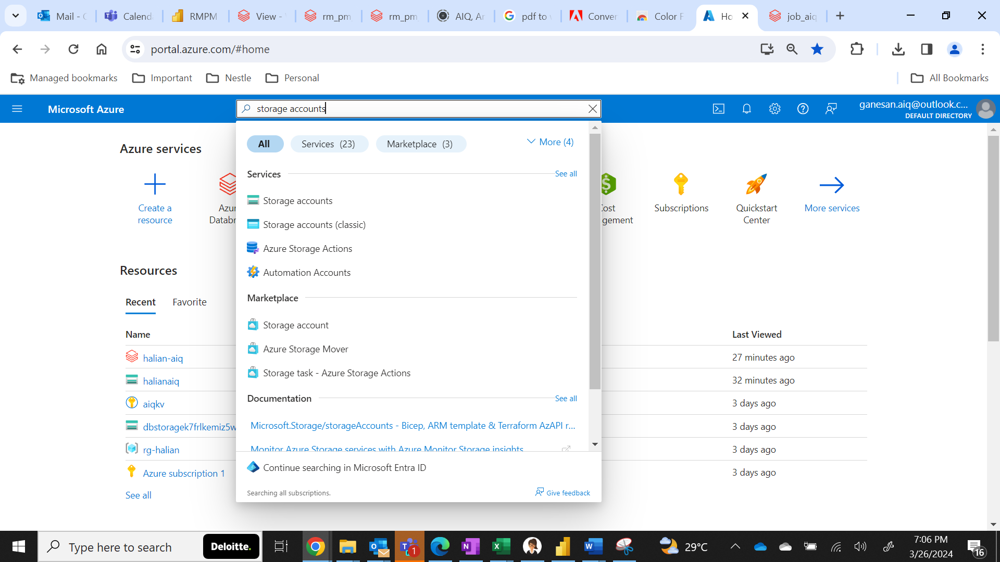 Mail - C
Calend
RMPM
View -
rm_pm
rm_pm
AIQ, Ar
pdf to
Conver
Color F
Ho
job_aiq
portal.azure.com/#home
Managed bookmarks
Important
Nestle
Personal
All Bookmarks
Microsoft Azure
storage accounts
ganesan.aiq@outlook.c...
DEFAULT DIRECTORY
All
Services (23)
Marketplace (3)
More (4)
Azure services
Create a
resource
Azur
Datab
Cost
gement
Subscriptions
Quickstart
Center
More services
Services
See all
Storage accounts
Storage accounts (classic)
Azure Storage Actions
Automation Accounts
Marketplace
Storage account
Azure Storage Mover
Storage task - Azure Storage Actions
Documentation
See all
Microsoft.Storage/storageAccounts - Bicep, ARM template & Terraform AzAPI r...
Monitor Azure Storage services with Azure Monitor Storage insights
Continue searching in Microsoft Entra ID
Searching all subscriptions.
Give feedback
Resources
Recent
Favorite
Name
Last Viewed
halian-aiq
27 minutes ago
halianaiq
32 minutes ago
aiqkv
3 days ago
dbstoragek7frlkemiz5w
3 days ago
rg-halian
3 days ago
Azure subscription 1
3 days ago
See all
Type here to search
Deloitte.
1
29°C
7:06 PM
3/26/2024
16